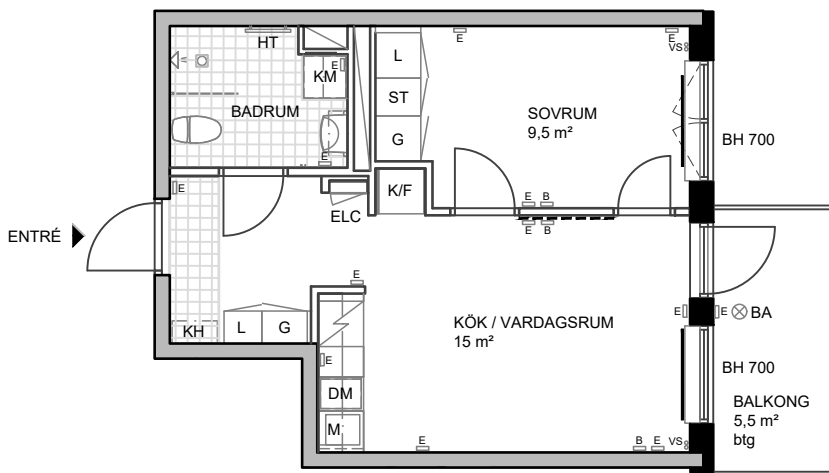 HT
E
E
VS
E
L
KM
ST
SOVRUM
9,5 m²
BADRUM
G
BH 700
E
E
K/F
ELC
E B
E B
ENTRÉ
E
E
E
BA
KÖK / VARDAGSRUM
15 m²
KH
L
G
E
BH 700
DM
BALKONG
5,5 m²
btg
M
E
B
E
VS